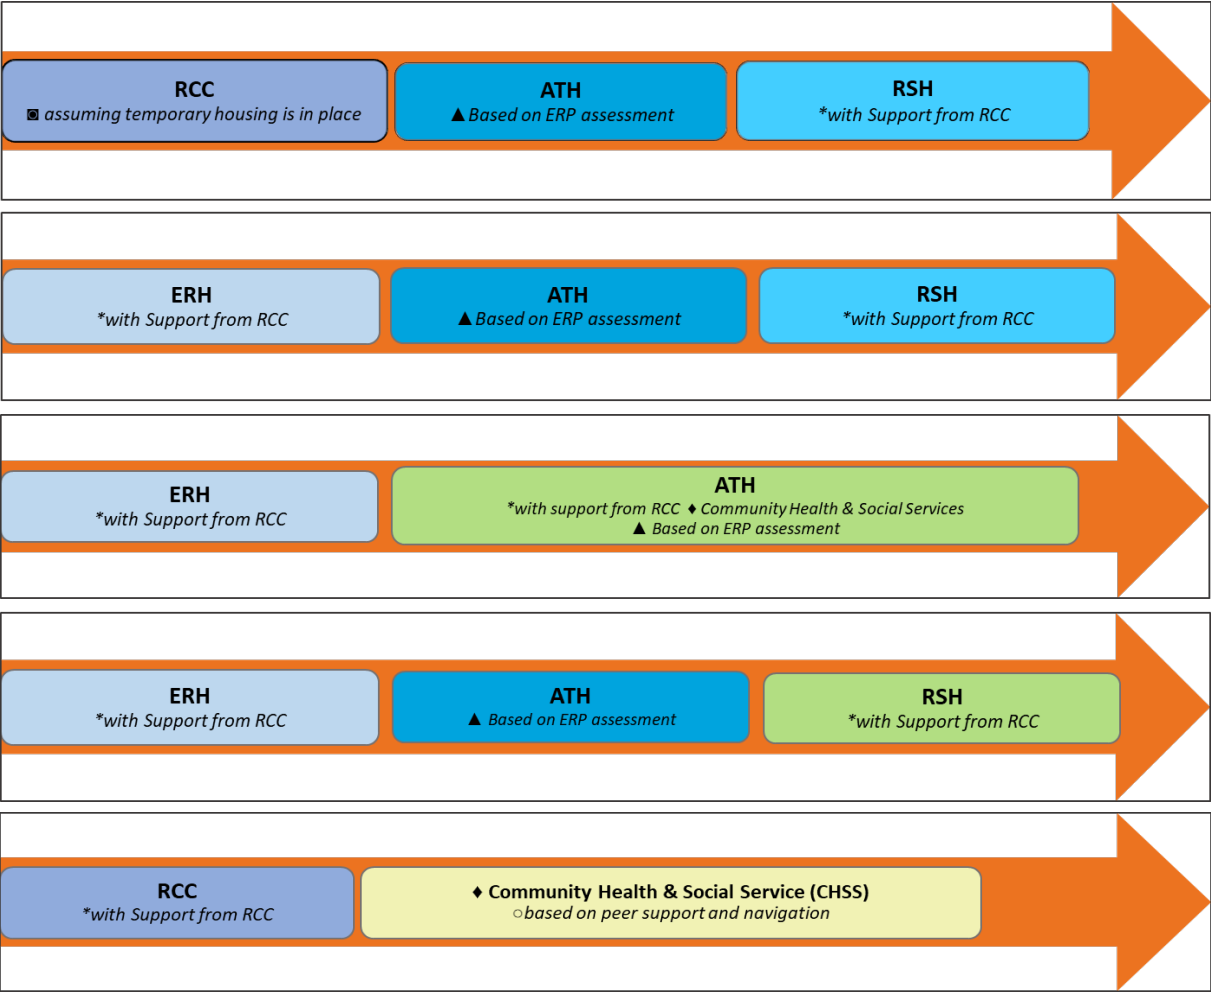 RCC
◙ assuming temporary housing is in place
ATH
▲Based on ERP assessment
RSH
*with Support from RCC
ERH
*with Support from RCC
ATH
▲Based on ERP assessment
RSH
*with Support from RCC
ERH
*with Support from RCC
ATH
*with support from RCC ♦ Community Health & Social Services
▲ Based on ERP assessment
ERH
*with Support from RCC
ATH
▲ Based on ERP assessment
RSH
*with Support from RCC
RCC
*with Support from RCC
♦ Community Health & Social Service (CHSS)
○based on peer support and navigation